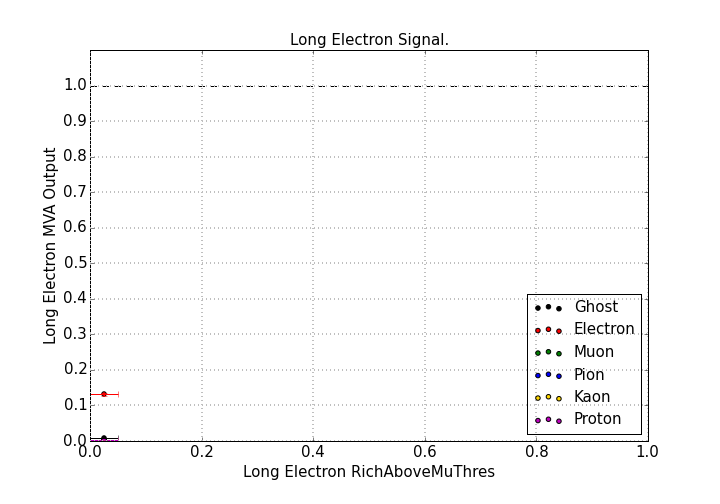 Long Electron Signal.
1.0
0.9
0.8
0.7
0.6
0.5
0.4
0.3
0.2
0.1
0.0
Long Electron MVA Output
Ghost
Electron
Muon
Pion
Kaon
Proton
0.0 0.2 0.4 0.6 0.8 1.0
Long Electron RichAboveMuThres